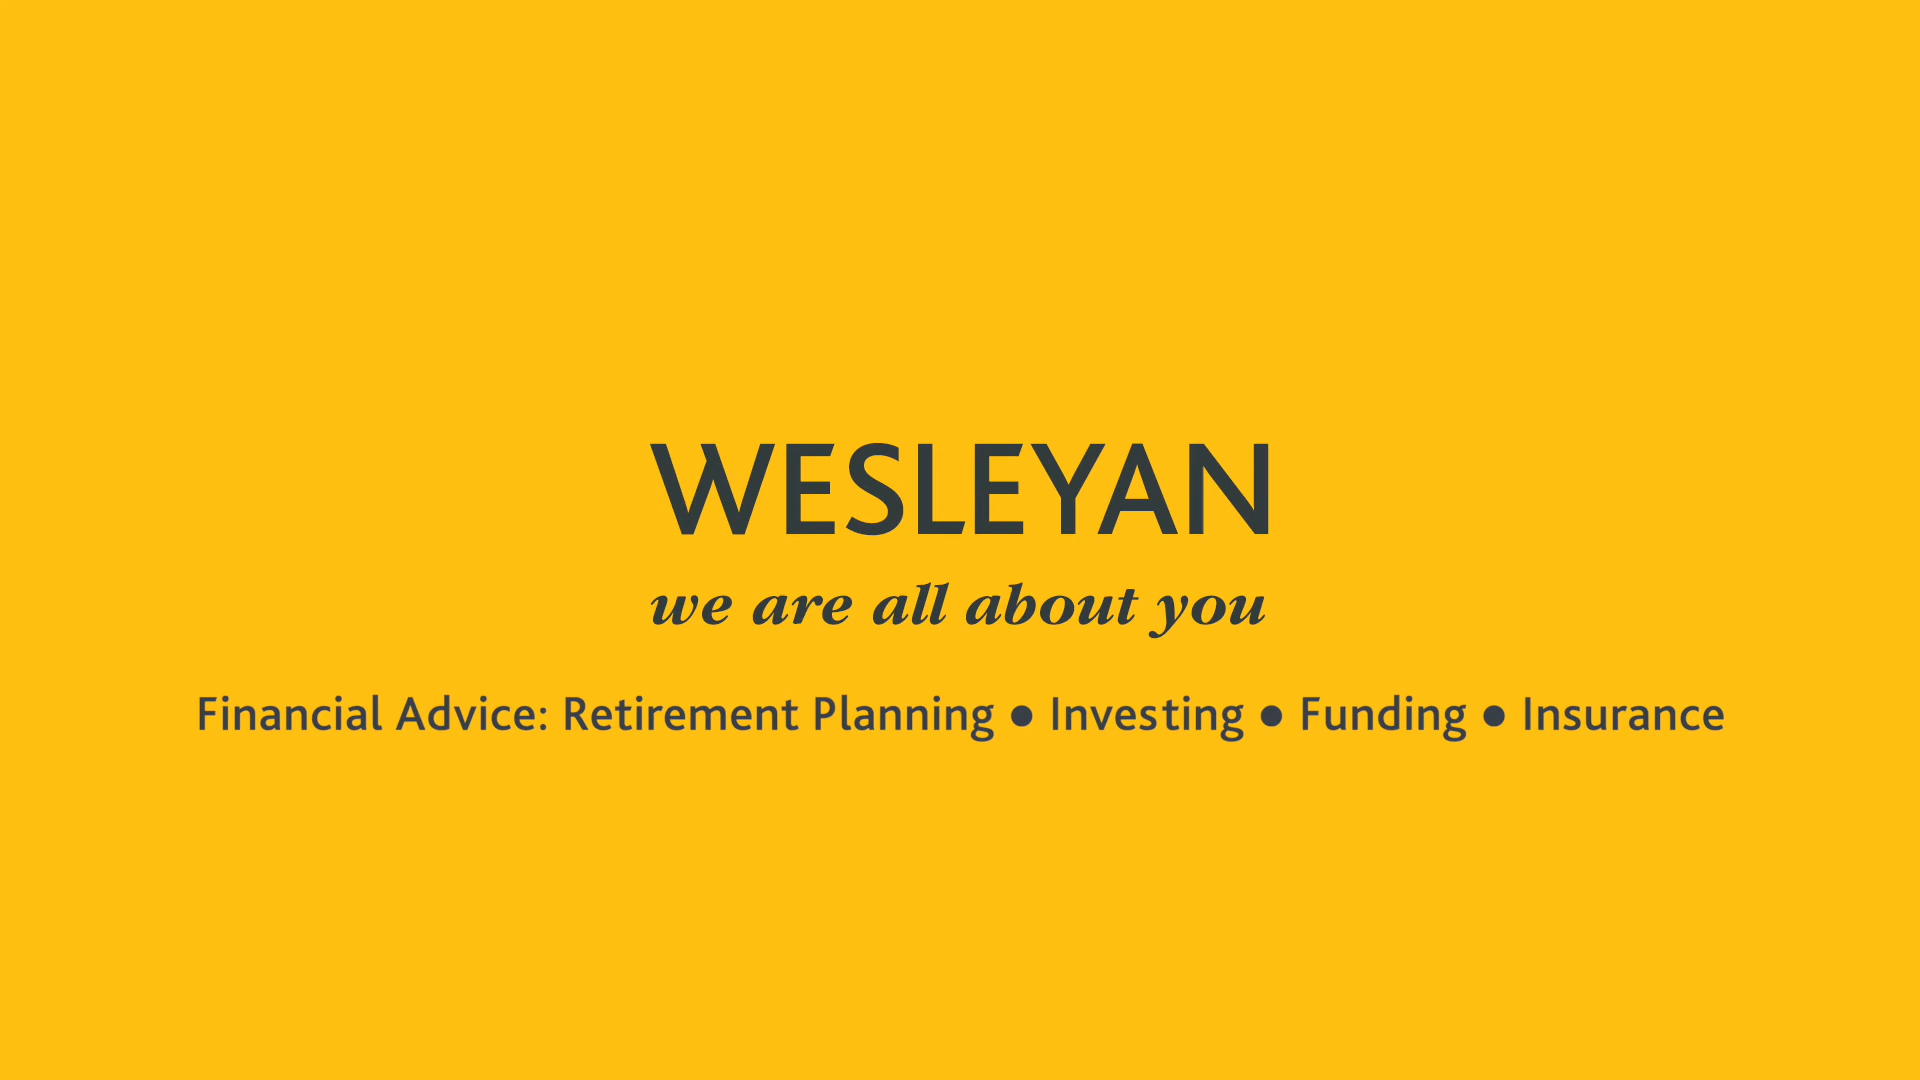 WESLEYAN
we are all about you
Financial Advice: Retirement Planning ● Investing ● Funding ● Insurance